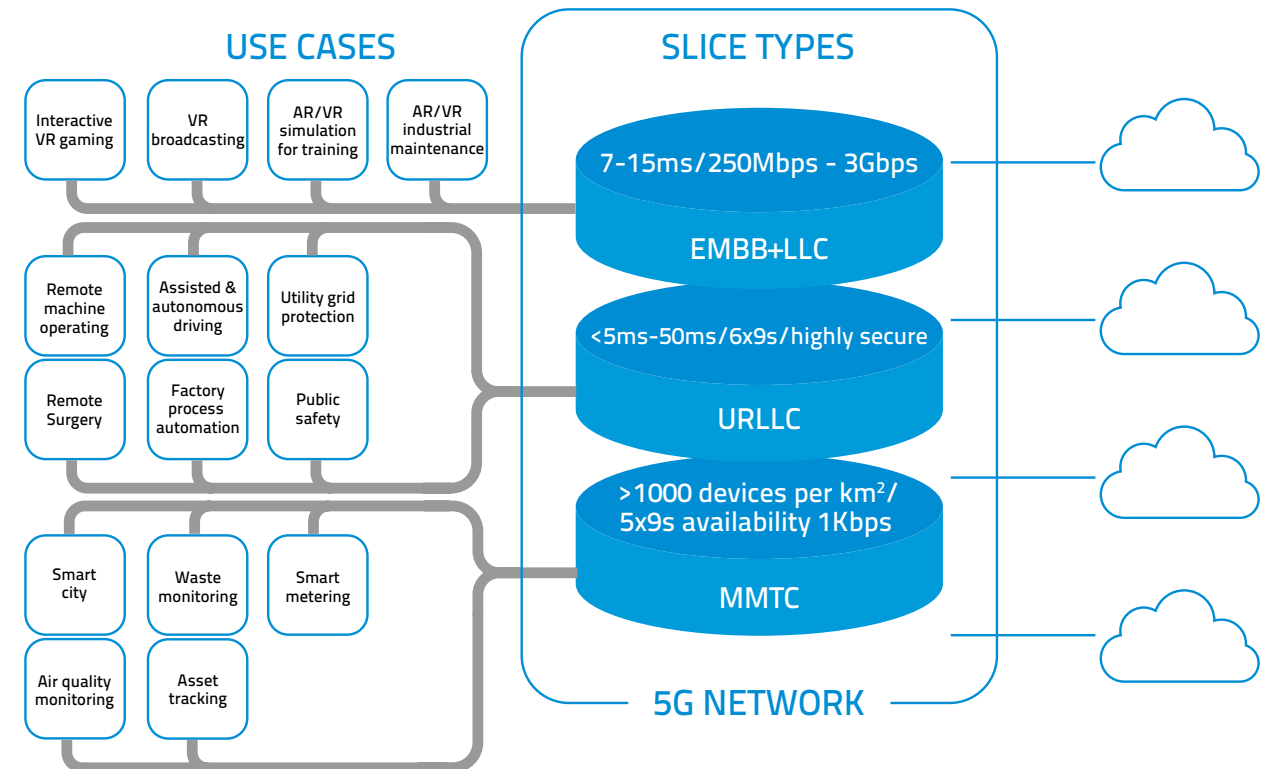 USE CASES
SLICE TYPES
Interactive
VR gaming
VR
broadcasting
AR/VR
simulation
for training
AR/VR
industrial
maintenance
7-15ms/250Mbps - 3Gbps
EMBB+LLC
Remote
machine
operating
Assisted &
autonomous
driving
Utility grid
protection
Remote
Surgery
Factory
process
automation
Public
safety
<5ms-50ms/6x9s/highly secure
URLLC
>1000 devices per km²/
5x9s availability 1Kbps
MMTC
Smart
city
Waste
monitoring
Smart
metering
Air quality
monitoring
Asset
tracking
5G NETWORK